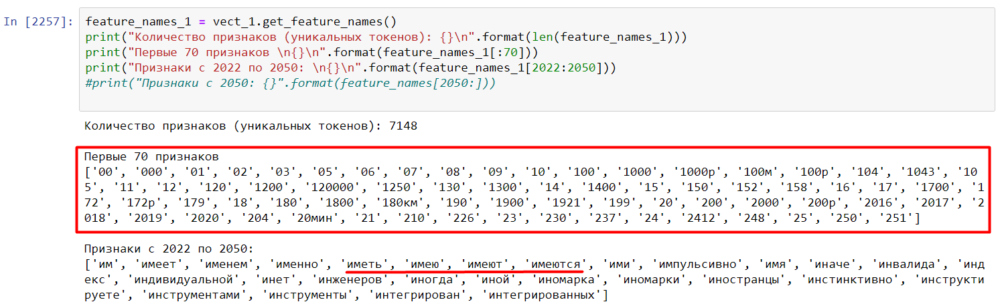 In [2257]: feature_names_1 = vect_1.get_feature_names()
print("Количество признаков (уникальных токенов): {}\n".format(len(feature_names_1)))
print("Первые 70 признаков \n{}\n".format(feature_names_1[:70]))
print("Признаки с 2022 по 2050: \n{}\n".format(feature_names_1[2022:2050]))
#print("Признаки с 2050: {}".format(feature_names[2050:]))
Количество признаков (уникальных токенов): 7148
Первые 70 признаков
['00', '000', '01', '02', '03', '05', '06', '07', '08', '09', '10', '100', '1000', '1000р', '100м', '100р', '104', '1043', '10
5', '11', '12', '120', '1200', '120000', '1250', '130', '1300', '14', '1400', '15', '150', '152', '158', '16', '17', '1700', '1
72', '172р', '179', '18', '180', '1800', '180км', '190', '1900', '1921', '199', '20', '200', '2000', '200р', '2016', '2017', '2
018', '2019', '2020', '204', '20мин', '21', '210', '226', '23', '230', '237', '24', '2412', '248', '25', '250', '251']
Признаки с 2022 по 2050:
['им', 'имеет', 'именем', 'именно', 'иметь', 'имею', 'имеют', 'имеются', 'ими', 'импульсивно', 'имя', 'иначе', 'инвалида', 'инд
екс', 'индивидуальной', 'инет', 'инженеров', 'иногда', 'иной', 'иномарка', 'иномарки', 'иностранцы', 'инстинктивно', 'инструкти
руете', 'инструментами', 'инструменты', 'интегрирован', 'интегрированных']